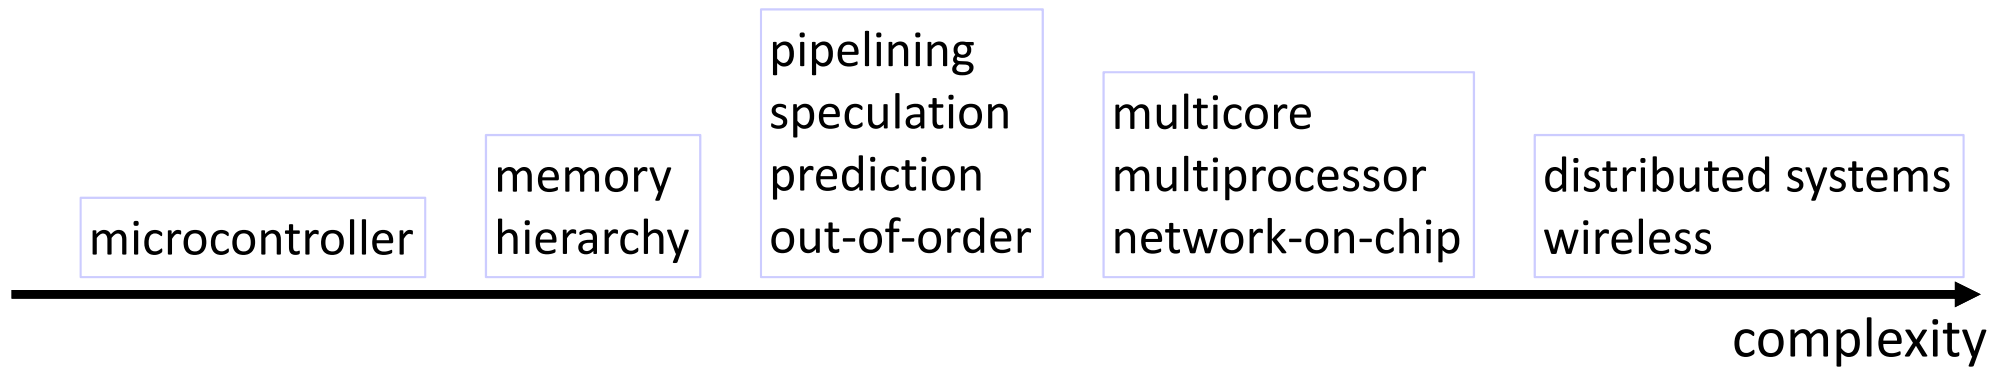 microcontroller
memory
hierarchy
pipelining
speculation
prediction
out-of-order
multicore
multiprocessor
network-on-chip
distributed systems
wireless
complexity